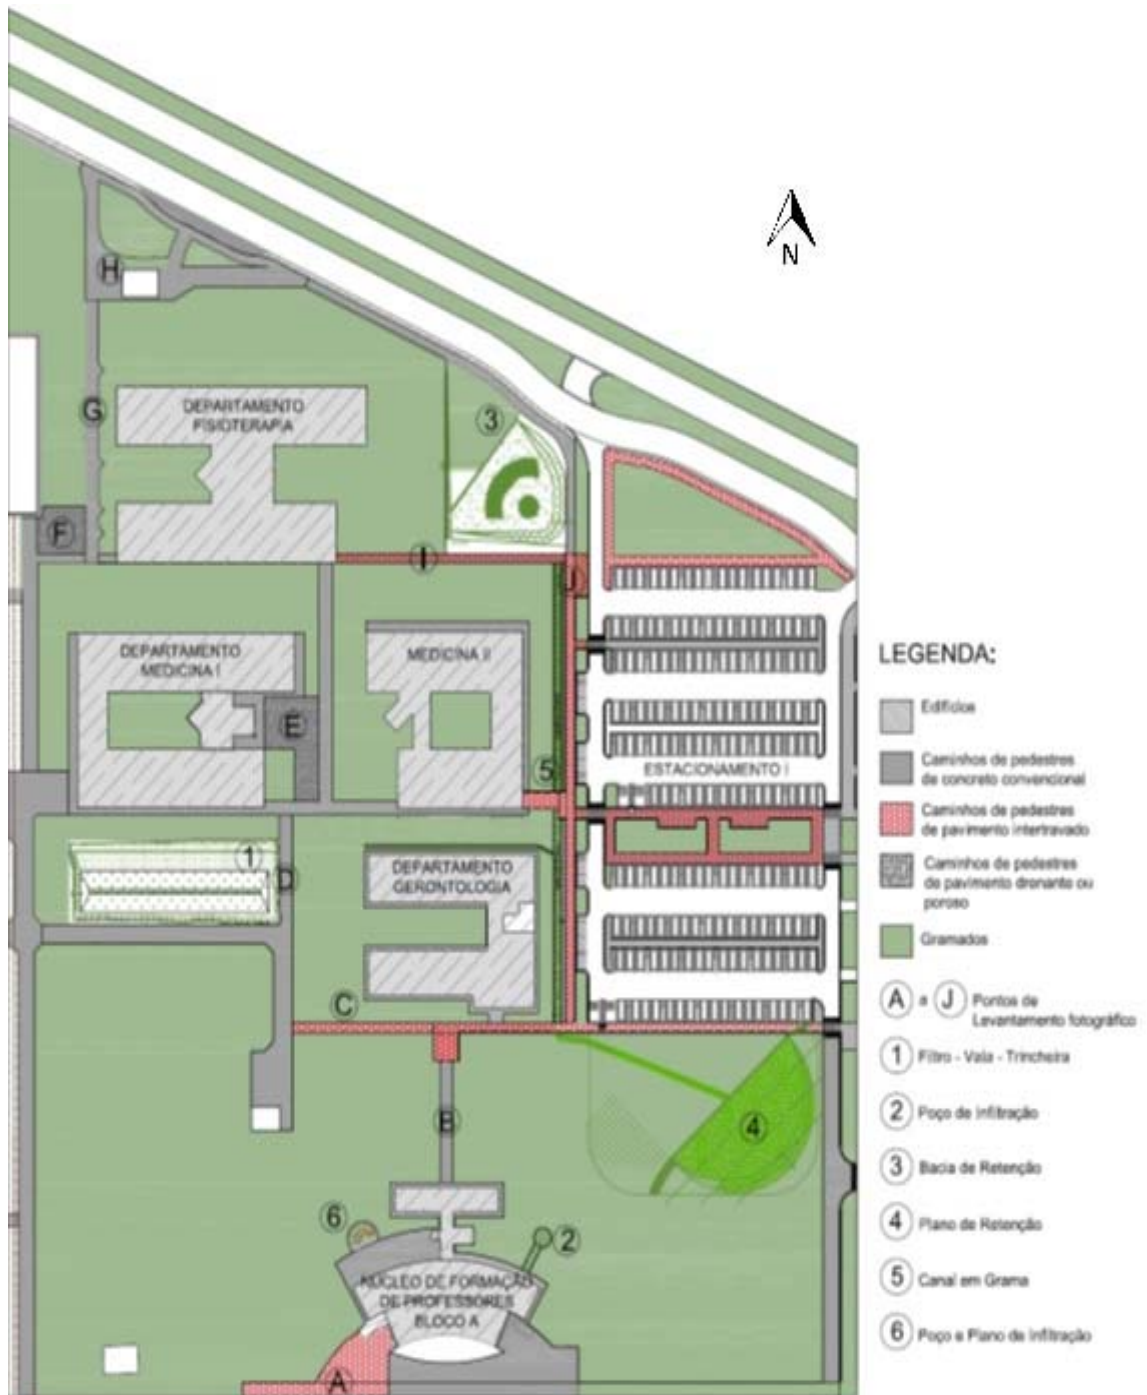 N
H
DEPARTAMENTO
FISIOTERAPIA
3
G
F
I
J
DEPARTAMENTO
MEDICINA I
MEDICINA II
E
5
ESTACIONAMENTO I
1
D
DEPARTAMENTO
GERONTOLOGIA
C
B
4
6
2
NÚCLEO DE FORMAÇÃO
DE PROFESSORES
BLOCO A
A
LEGENDA:
Edifícios
Caminhos de pedestres
de concreto convencional
Caminhos de pedestres
de pavimento intertravado
Caminhos de pedestres
de pavimento drenante ou
poroso
Gramados
A a J Pontos de
Levantamento fotográfico
1 Filtro - Vala - Trincheira
2 Poço de Infiltração
3 Bacia de Retenção
4 Plano de Retenção
5 Canal em Grama
6 Poço e Plano de Infiltração